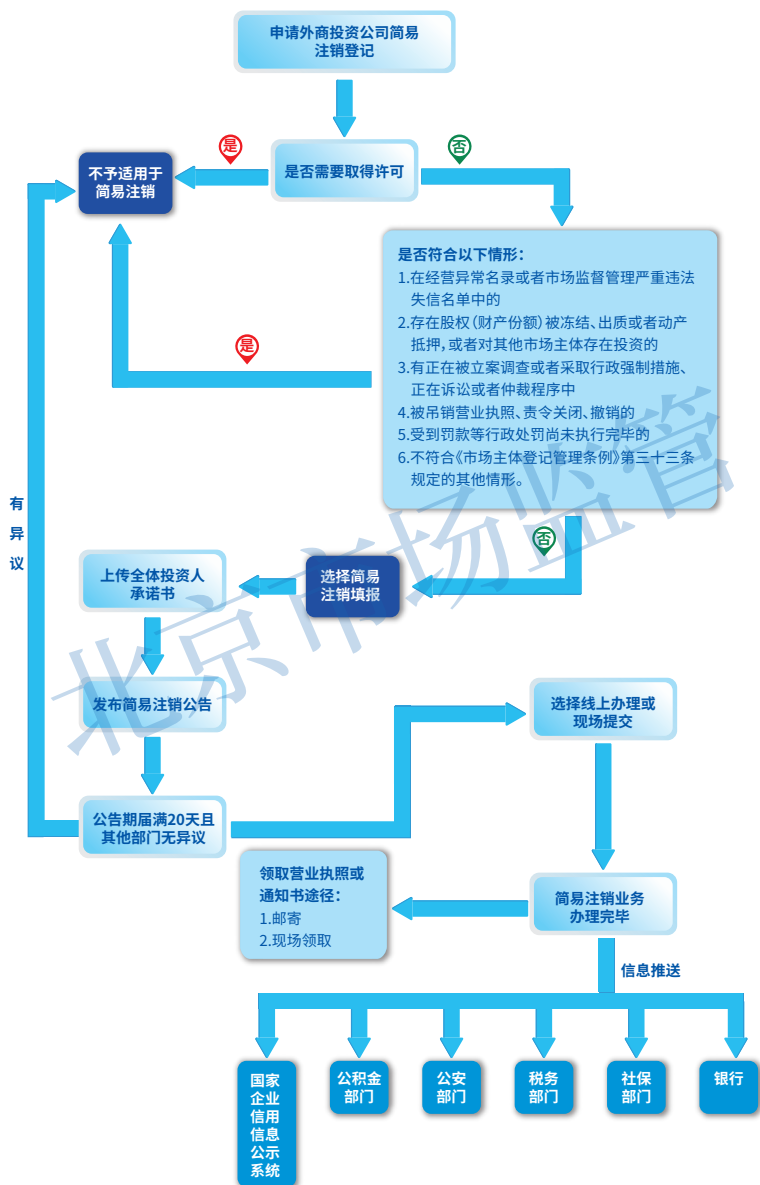 申请外商投资公司简易
注销登记
是
否
不予适用于
简易注销
是否需要取得许可
是否符合以下情形：
1.在经营异常名录或者市场监督管理严重违法
失信名单中的
2.存在股权（财产份额）被冻结、出质或者动产
抵押，或者对其他市场主体存在投资的
3.有正在被立案调查或者采取行政强制措施、
正在诉讼或者仲裁程序中
4.被吊销营业执照、责令关闭、撤销的
5.受到罚款等行政处罚尚未执行完毕的
6.不符合《市场主体登记管理条例》第三十三条
规定的其他情形。
是
有
异
议
否
选择简易
注销填报
上传全体投资人
承诺书
发布简易注销公告
公告期届满20天且
其他部门无异议
选择线上办理或
现场提交
简易注销业务
办理完毕
领取营业执照或
通知书途径：
1.邮寄
2.现场领取
信息推送
国家
企业
信用
信息
公示
系统
公积金
部门
公安
部门
税务
部门
社保
部门
银行
北京市场监管